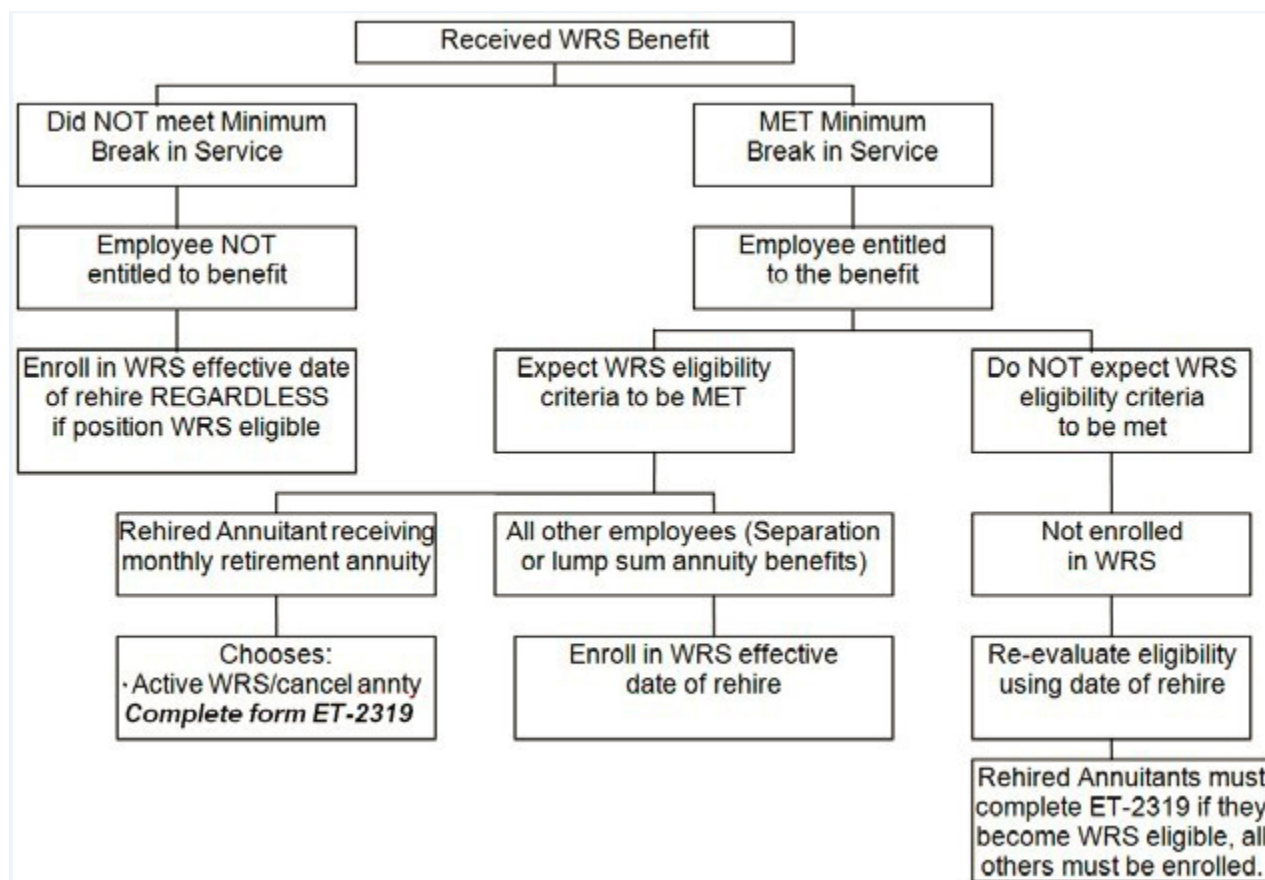 Received WRS Benefit
Did NOT meet Minimum
Break in Service
MET Minimum
Break in Service
Employee NOT
entitled to benefit
Employee entitled
to the benefit
Enroll in WRS effective date
of rehire REGARDLESS
if position WRS eligible
Expect WRS eligibility
criteria to be MET
Do NOT expect WRS
eligibility criteria
to be met
Rehired Annuitant receiving
monthly retirement annuity
All other employees (Separation
or lump sum annuity benefits)
Not enrolled
in WRS
Chooses:
·Active WRS/cancel annty
Complete form ET-2319
Enroll in WRS effective
date of rehire
Re-evaluate eligibility
using date of rehire
Rehired Annuitants must
complete ET-2319 if they
become WRS eligible, all
others must be enrolled.